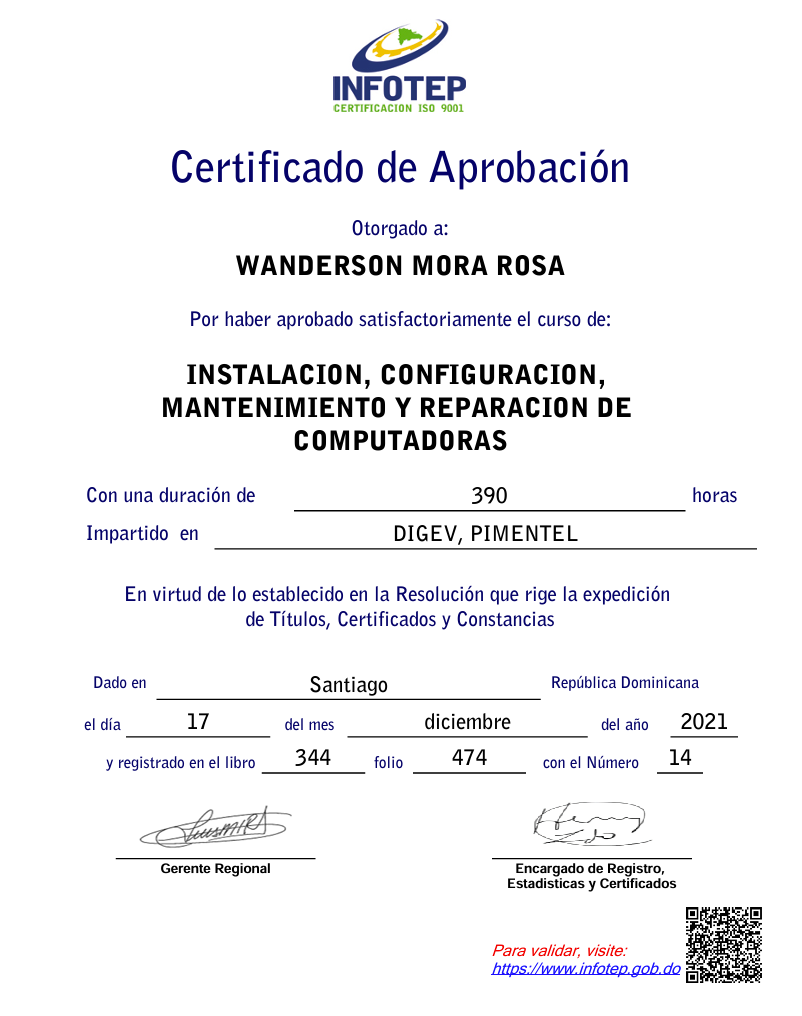 INFOTEP
CERTIFICACION ISO 9001
Certificado de Aprobación
Otorgado a:
WANDERSON MORA ROSA
Por haber aprobado satisfactoriamente el curso de:
INSTALACION, CONFIGURACION,
MANTENIMIENTO Y REPARACION DE
COMPUTADORAS
Con una duración de 390 horas
Impartido en DIGEV, PIMENTEL
En virtud de lo establecido en la Resolución que rige la expedición
de Títulos, Certificados y Constancias
Dado en Santiago República Dominicana
el día 17 del mes diciembre del año 2021
y registrado en el libro 344 folio 474 con el Número 14
Gerente Regional
Encargado de Registro,
Estadisticas y Certificados
Para validar, visite:
https://www.infotep.gob.do